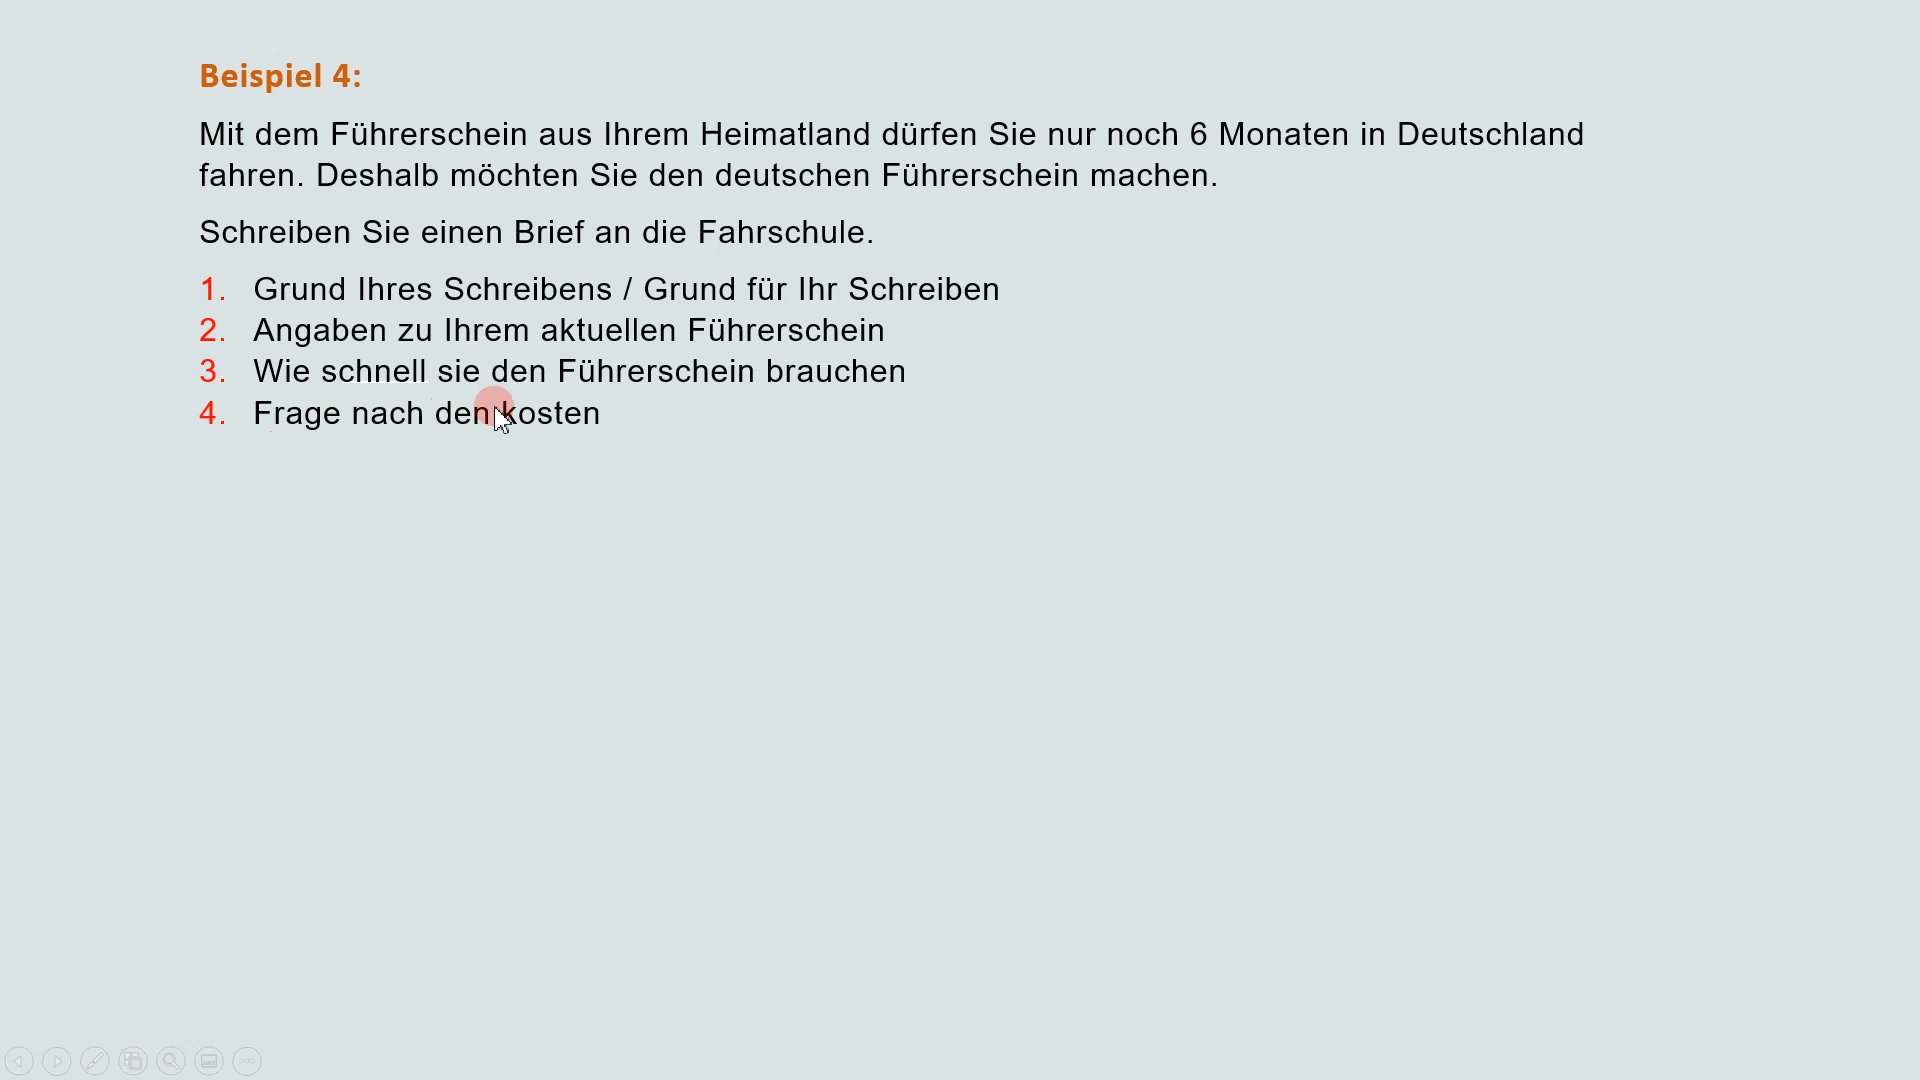 Beispiel 4:
Mit dem Führerschein aus Ihrem Heimatland dürfen Sie nur noch 6 Monaten in Deutschland
fahren. Deshalb möchten Sie den deutschen Führerschein machen.
Schreiben Sie einen Brief an die Fahrschule.
1. Grund Ihres Schreibens / Grund für Ihr Schreiben
2. Angaben zu Ihrem aktuellen Führerschein
3. Wie schnell sie den Führerschein brauchen
4. Frage nach den kosten